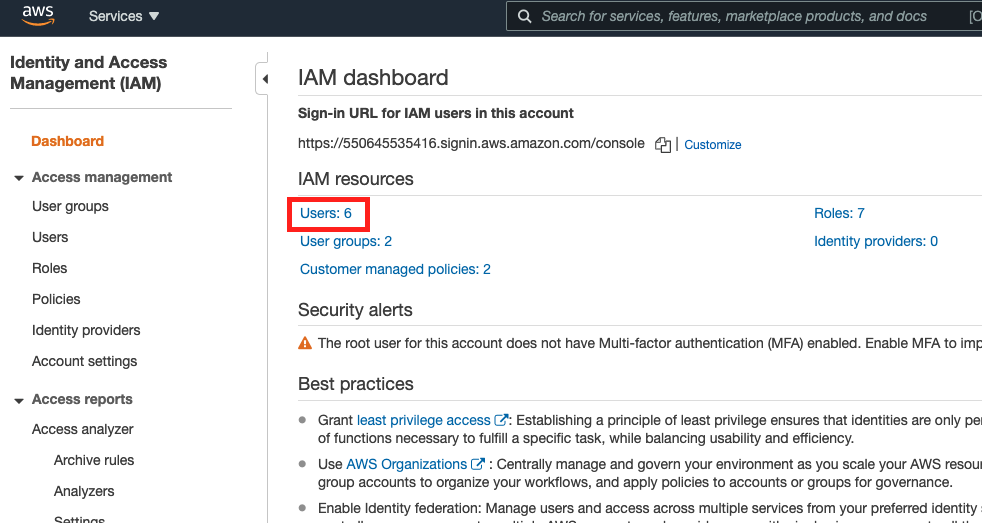 aws
Services ▼
Search for services, features, marketplace products, and docs
Identity and Access
Management (IAM)
Dashboard
Access management
User groups
Users
Roles
Policies
Identity providers
Account settings
Access reports
Access analyzer
Archive rules
Analyzers
Settings
IAM dashboard
Sign-in URL for IAM users in this account
https://550645535416.signin.aws.amazon.com/console | Customize
IAM resources
Users: 6
Roles: 7
User groups: 2
Identity providers: 0
Customer managed policies: 2
Security alerts
The root user for this account does not have Multi-factor authentication (MFA) enabled. Enable MFA to imp
Best practices
Grant least privilege access : Establishing a principle of least privilege ensures that identities are only pe
of functions necessary to fulfill a specific task, while balancing usability and efficiency.
Use AWS Organizations : Centrally manage and govern your environment as you scale your AWS resou
group accounts to organize your workflows, and apply policies to accounts or groups for governance.
Enable Identity federation: Manage users and access across multiple services from your preferred identity